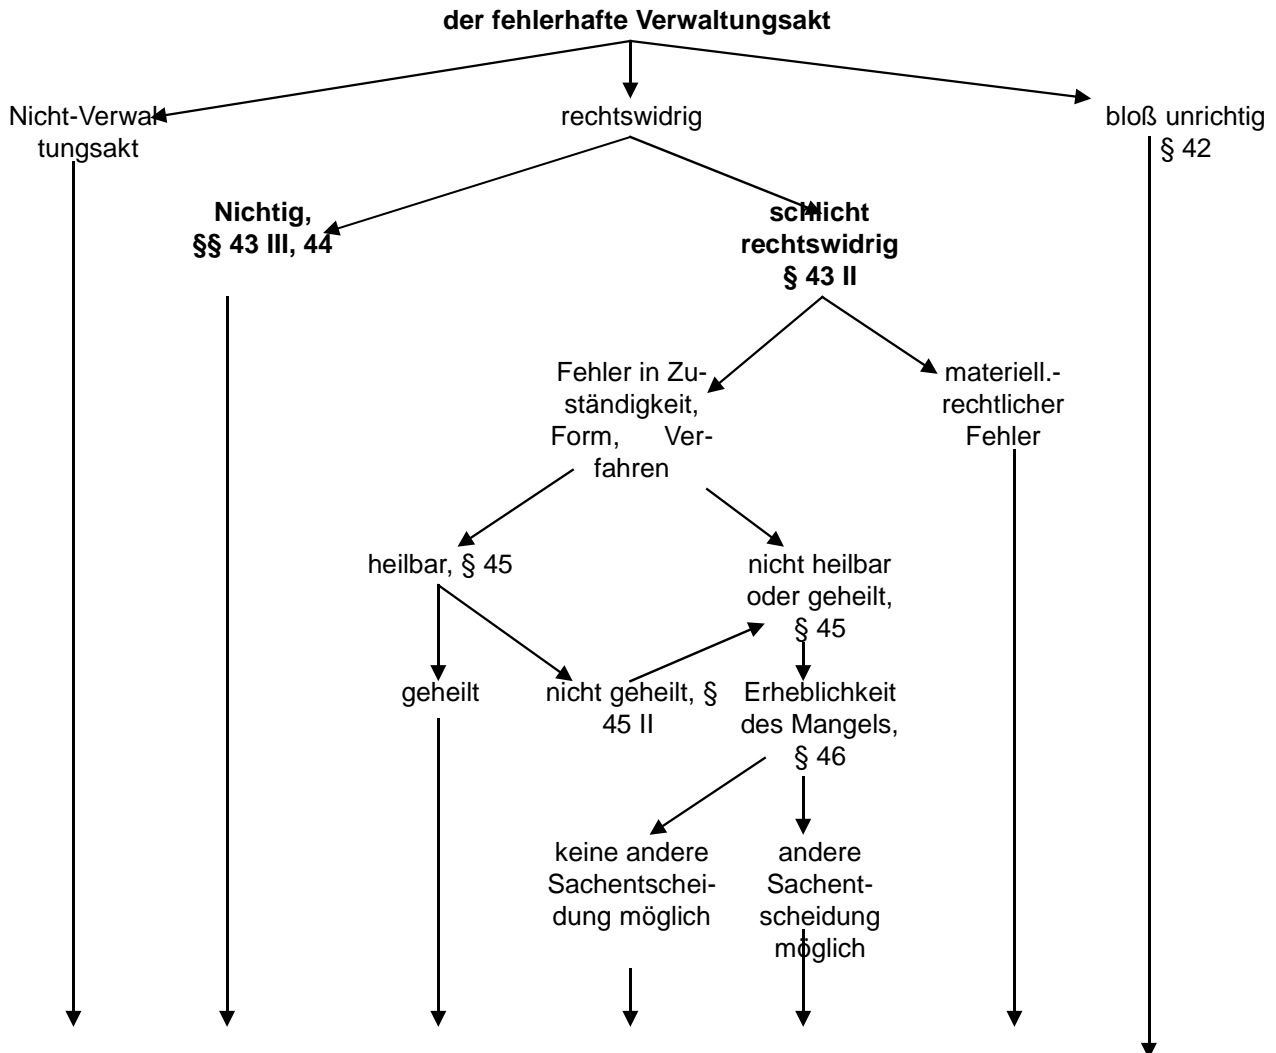 der fehlerhafte Verwaltungsakt
Nicht-Verwal
tungsakt
rechtswidrig
bloß unrichtig
§ 42
Nichtig,
§§ 43 III, 44
schlicht
rechtswidrig
§ 43 II
Fehler in Zu-
ständigkeit,
Form, Ver-
fahren
materiell.-
rechtlicher
Fehler
heilbar, § 45
nicht heilbar
oder geheilt,
§ 45
geheilt
nicht geheilt, §
45 II
Erheblichkeit
des Mangels,
§ 46
keine andere
Sachentschei-
dung möglich
andere
Sachent-
scheidung
möglich